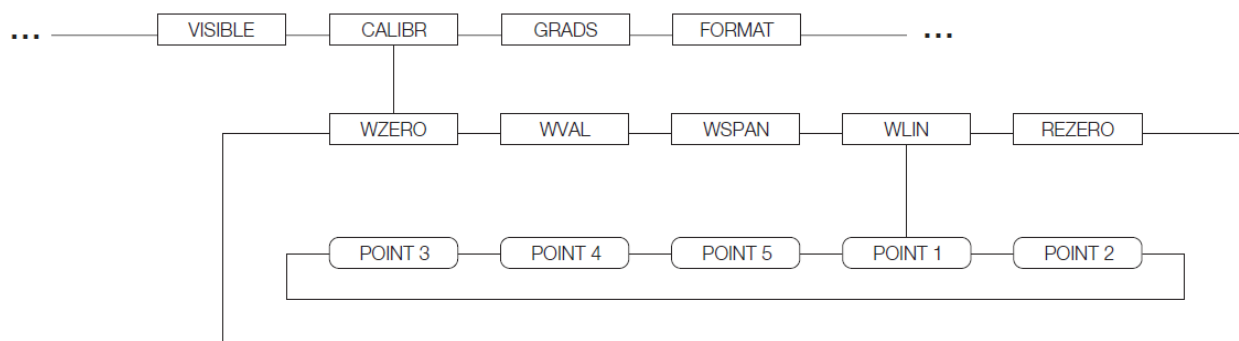 ... VISIBLE CALIBR GRADS FORMAT ...
WZERO WVAL WSPAN WLIN REZERO
POINT 3 POINT 4 POINT 5 POINT 1 POINT 2